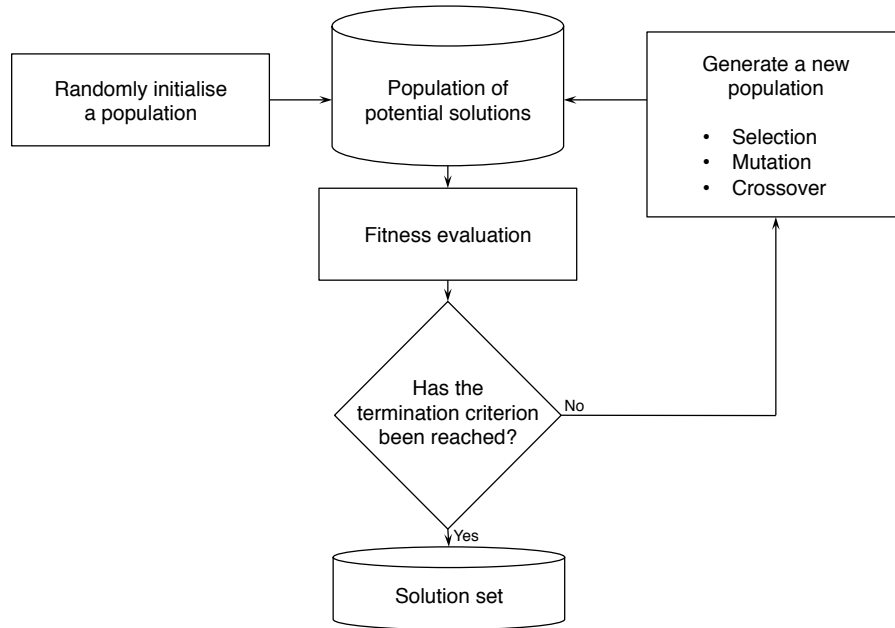 Randomly initialise
a population
Population of
potential solutions
Generate a new
population
• Selection
• Mutation
• Crossover
Fitness evaluation
Has the
termination criterion
been reached?
No
Yes
Solution set